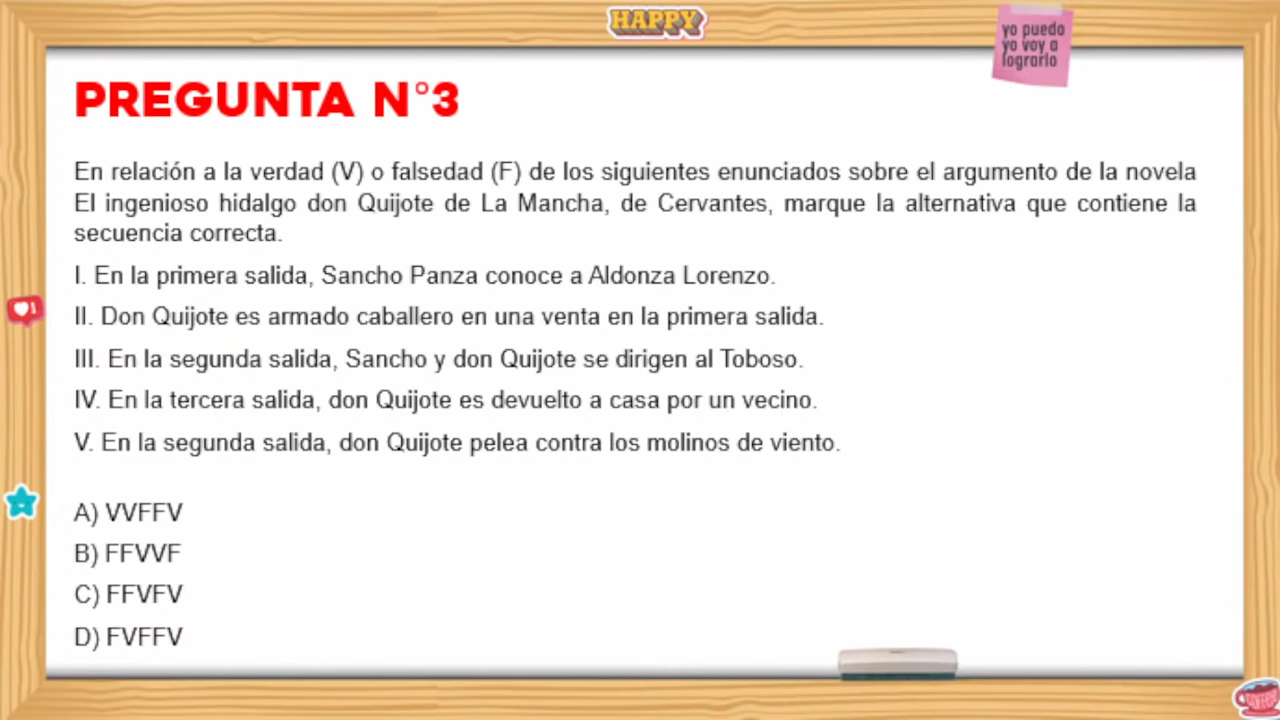 HAPPY
yo puedo
yo voy a
lograrlo
PREGUNTA N°3
En relación a la verdad (V) o falsedad (F) de los siguientes enunciados sobre el argumento de la novela
El ingenioso hidalgo don Quijote de La Mancha, de Cervantes, marque la alternativa que contiene la
secuencia correcta.
I. En la primera salida, Sancho Panza conoce a Aldonza Lorenzo.
II. Don Quijote es armado caballero en una venta en la primera salida.
III. En la segunda salida, Sancho y don Quijote se dirigen al Toboso.
IV. En la tercera salida, don Quijote es devuelto a casa por un vecino.
V. En la segunda salida, don Quijote pelea contra los molinos de viento.
A) VVFFV
B) FFVVF
C) FFVFV
D) FVFFV